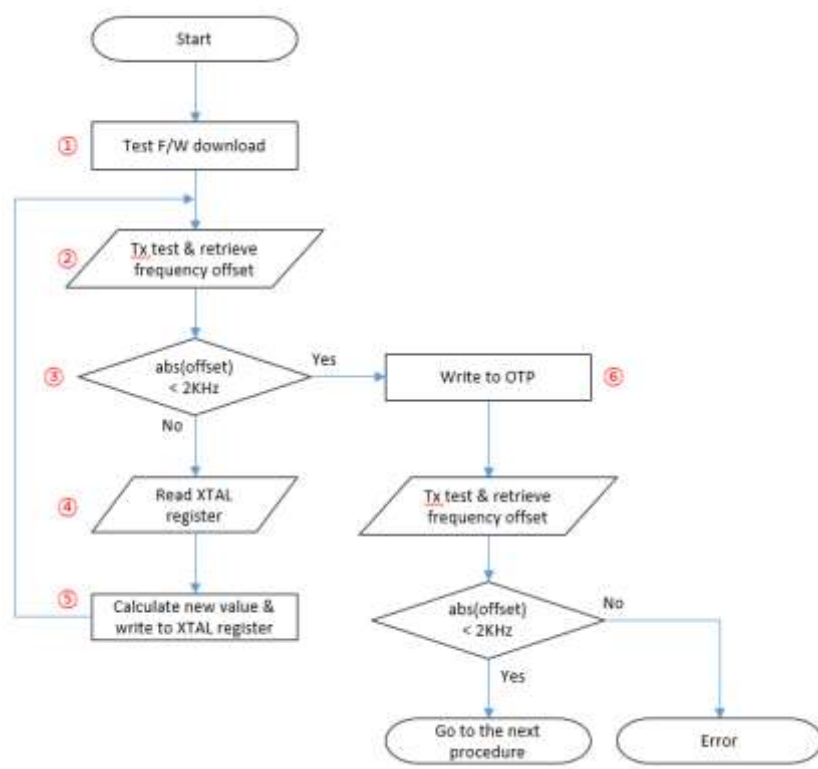 Start
①
Test F/W download
②
Tx test & retrieve
frequency offset
③
abs(offset)
< 2KHz
Yes
No
Write to OTP
⑥
④
Read XTAL
register
Tx test & retrieve
frequency offset
⑤
Calculate new value &
write to XTAL register
abs(offset)
< 2KHz
No
Yes
Go to the next
procedure
Error